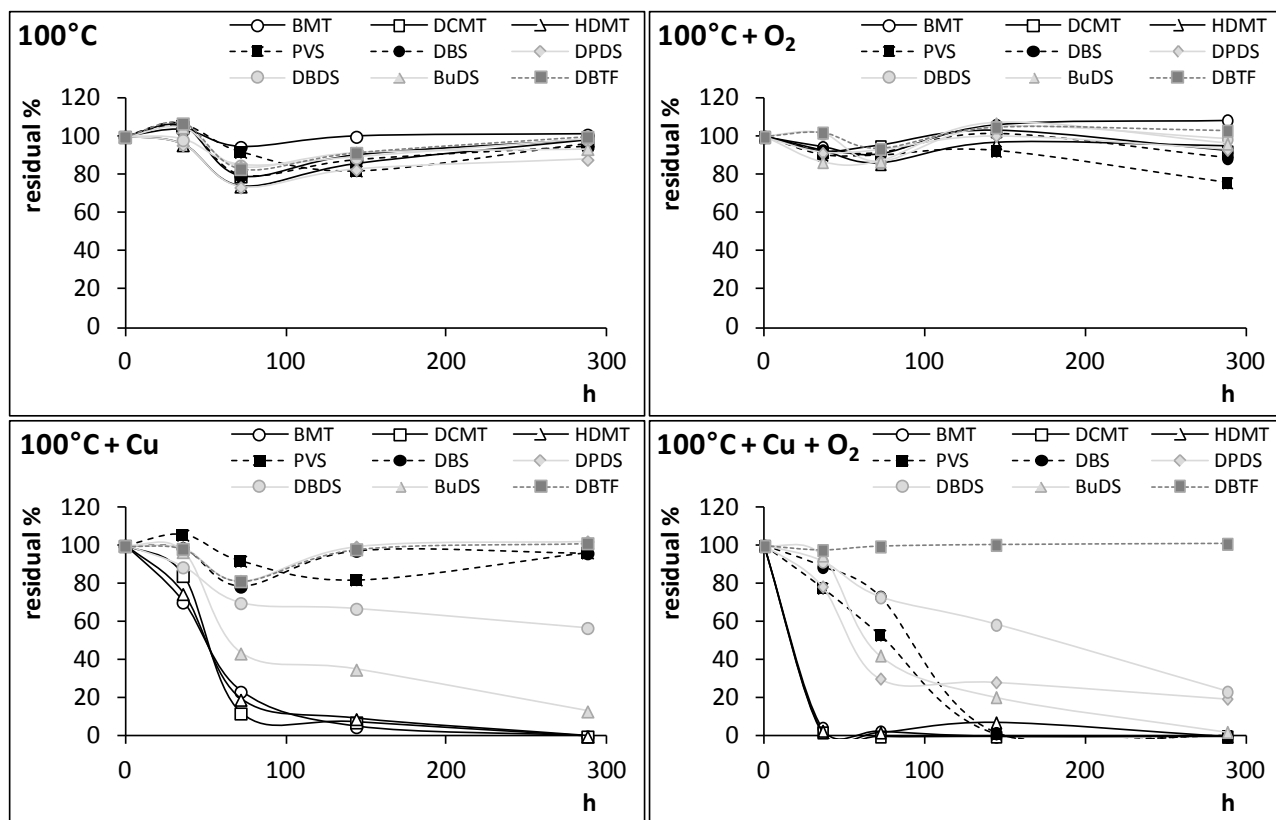 100°C
BMT DCMT HDMT
PVS DBS DPDS
DBDS BuDS DBTF
residual %
120
100
80
60
40
20
0
0 100 200 300
h
100°C + O₂
BMT DCMT HDMT
PVS DBS DPDS
DBDS BuDS DBTF
residual %
120
100
80
60
40
20
0
0 100 200 300
h
100°C + Cu
BMT DCMT HDMT
PVS DBS DPDS
DBDS BuDS DBTF
residual %
120
100
80
60
40
20
0
0 100 200 300
h
100°C + Cu + O₂
BMT DCMT HDMT
PVS DBS DPDS
DBDS BuDS DBTF
residual %
120
100
80
60
40
20
0
0 100 200 300
h